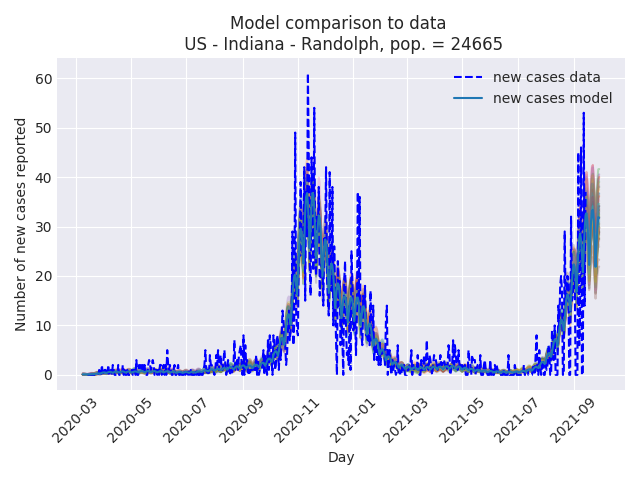 Model comparison to data
US - Indiana - Randolph, pop. = 24665
new cases data
new cases model
Number of new cases reported
60
50
40
30
20
10
0
2020-03
2020-05
2020-07
2020-09
2020-11
2021-01
2021-03
2021-05
2021-07
2021-09
Day